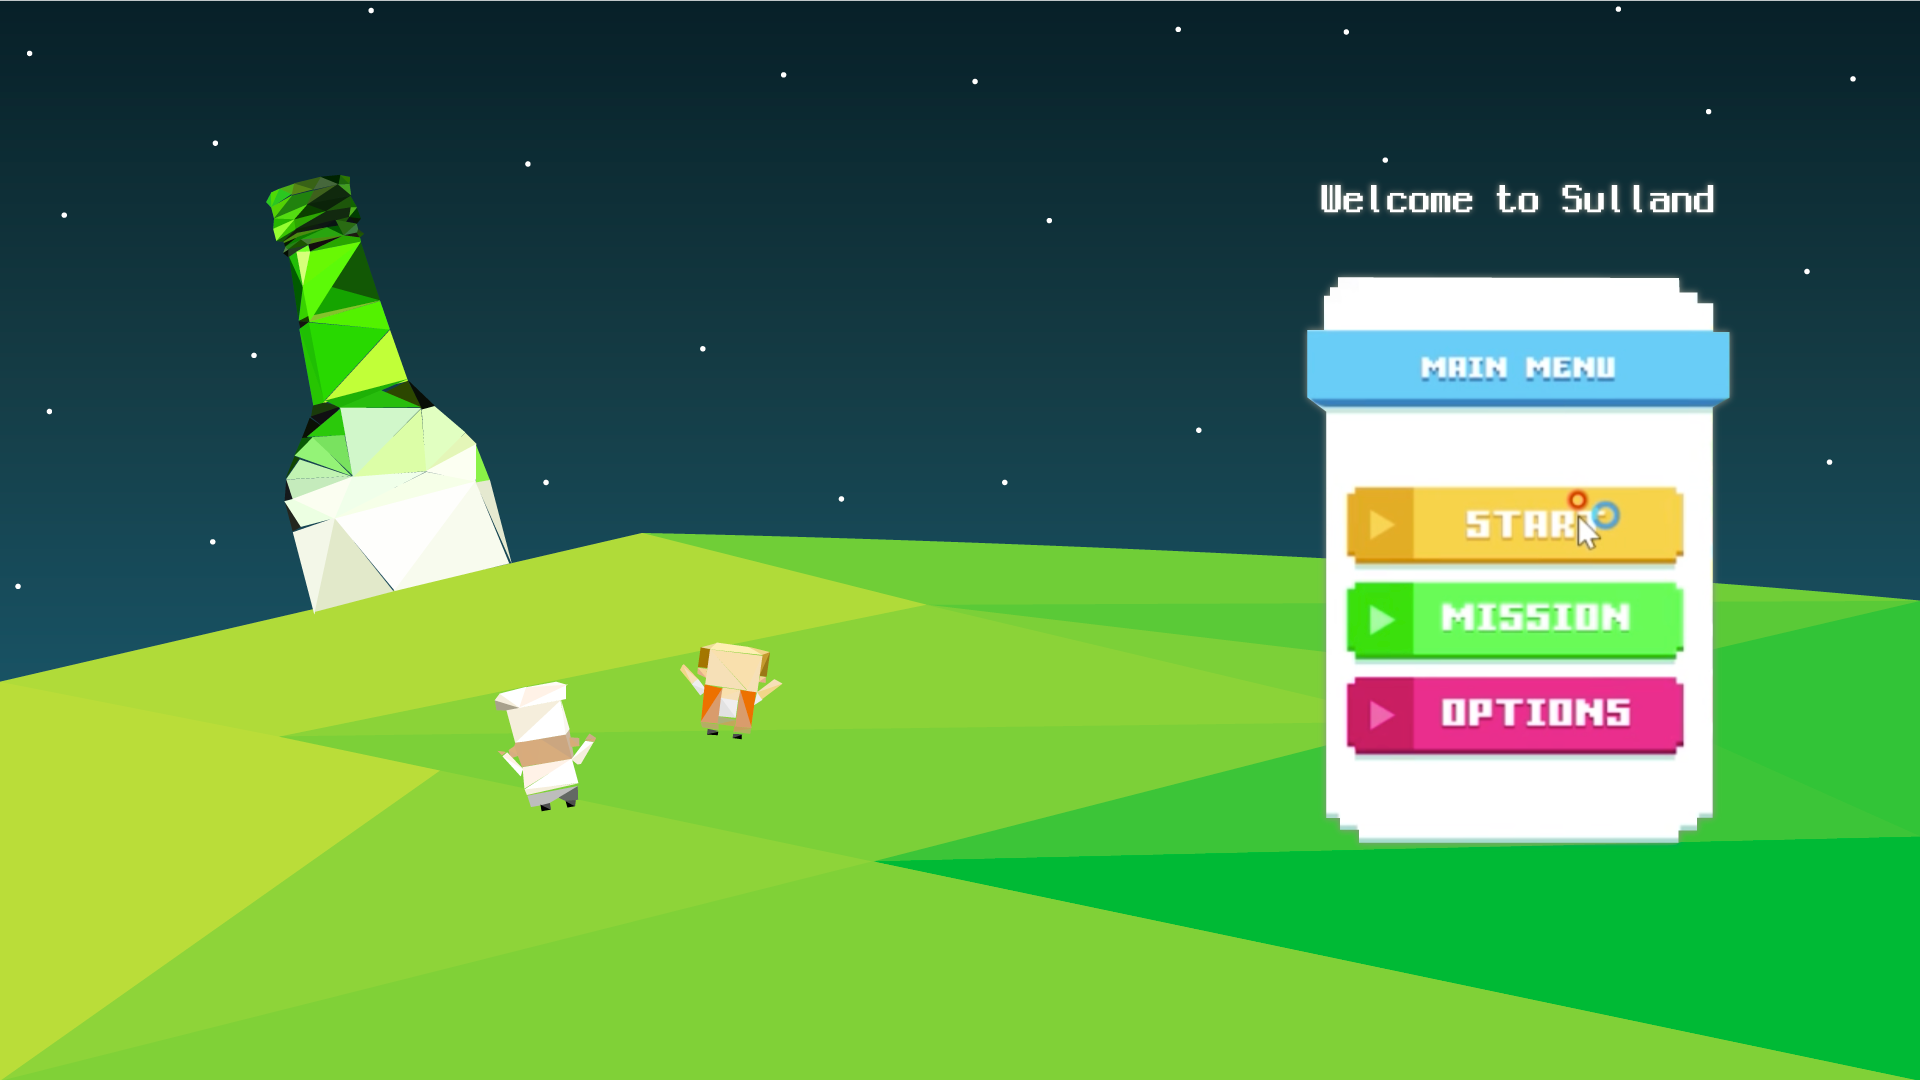 Welcome to Sulland
MAIN MENU
START
MISSION
OPTIONS